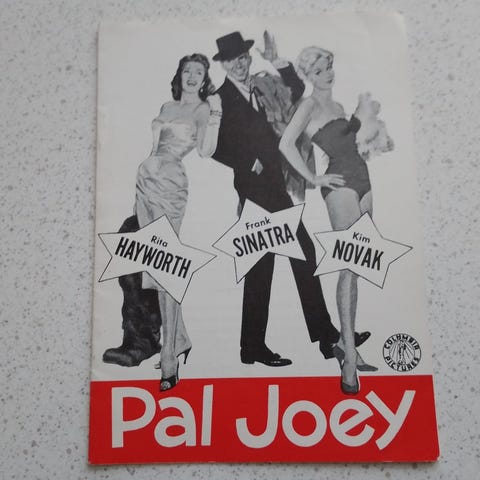 Rita
HAYWORTH
Frank
SINATRA
Kim
NOVAK
COLUMBIA
PICTURES
Pal Joey